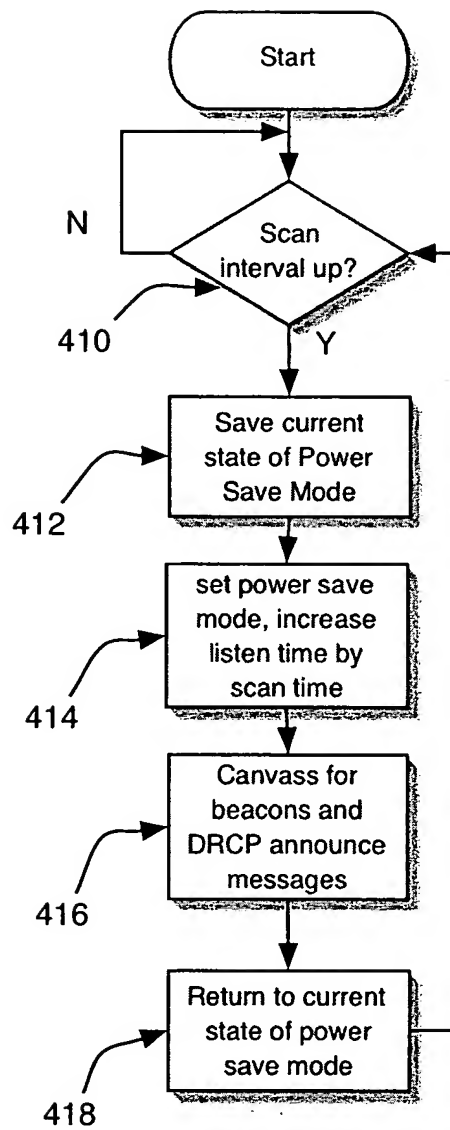 Start
N
Scan
interval up?
410
Y
Save current
state of Power
Save Mode
412
set power save
mode, increase
listen time by
scan time
414
Canvass for
beacons and
DRCP announce
messages
416
Return to current
state of power
save mode
418